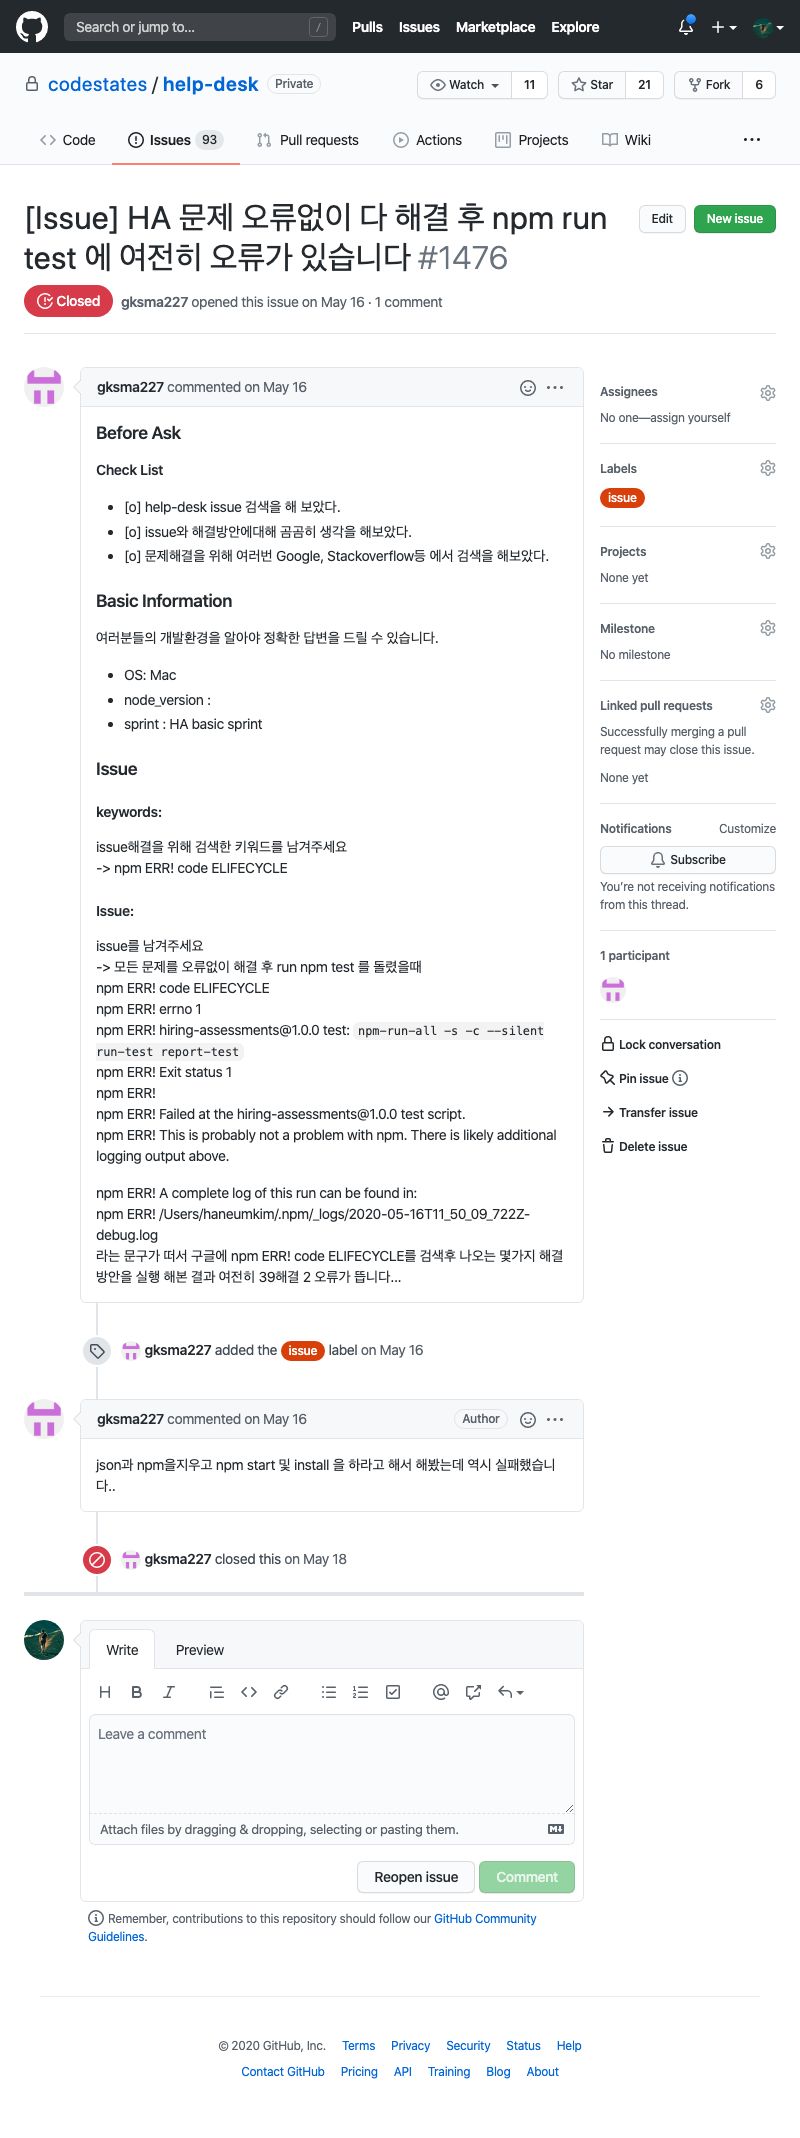 Search or jump to... /
Pulls Issues Marketplace Explore
codestates / help-desk Private
Watch 11 Star 21 Fork 6
Code Issues 93 Pull requests Actions Projects Wiki ...
[Issue] HA 문제 오류없이 다 해결 후 npm run
test 에 여전히 오류가 있습니다 #1476
Edit New issue
Closed gksma227 opened this issue on May 16 · 1 comment
gksma227 commented on May 16
Before Ask
Check List
• [o] help-desk issue 검색을 해 보았다.
• [o] issue와 해결방안에대해 곰곰히 생각을 해보았다.
• [o] 문제해결을 위해 여러번 Google, Stackoverflow등 에서 검색을 해보았다.
Basic Information
여러분들의 개발환경을 알아야 정확한 답변을 드릴 수 있습니다.
• OS: Mac
• node_version :
• sprint : HA basic sprint
Issue
keywords:
issue해결을 위해 검색한 키워드를 남겨주세요
-> npm ERR! code ELIFECYCLE
Issue:
issue를 남겨주세요
-> 모든 문제를 오류없이 해결 후 run npm test 를 돌렸을때
npm ERR! code ELIFECYCLE
npm ERR! errno 1
npm ERR! hiring-assessments@1.0.0 test: npm-run-all -s -c --silent
run-test report-test
npm ERR! Exit status 1
npm ERR!
npm ERR! Failed at the hiring-assessments@1.0.0 test script.
npm ERR! This is probably not a problem with npm. There is likely additional
logging output above.
npm ERR! A complete log of this run can be found in:
npm ERR! /Users/haneumkim/.npm/_logs/2020-05-16T11_50_09_722Z-
debug.log
라는 문구가 떠서 구글에 npm ERR! code ELIFECYCLE를 검색후 나오는 몇가지 해결
방안을 실행 해본 결과 여전히 39해결 2 오류가 뜹니다...
gksma227 added the issue label on May 16
gksma227 commented on May 16 Author
json과 npm을지우고 npm start 및 install 을 하라고 해서 해봤는데 역시 실패했습니
다..
gksma227 closed this on May 18
Write Preview
H B I
Leave a comment
Attach files by dragging & dropping, selecting or pasting them.
Reopen issue Comment
Remember, contributions to this repository should follow our GitHub Community
Guidelines.
Assignees
No one—assign yourself
Labels
issue
Projects
None yet
Milestone
No milestone
Linked pull requests
Successfully merging a pull
request may close this issue.
None yet
Notifications Customize
Subscribe
You're not receiving notifications
from this thread.
1 participant
Lock conversation
Pin issue
Transfer issue
Delete issue
© 2020 GitHub, Inc. Terms Privacy Security Status Help
Contact GitHub Pricing API Training Blog About